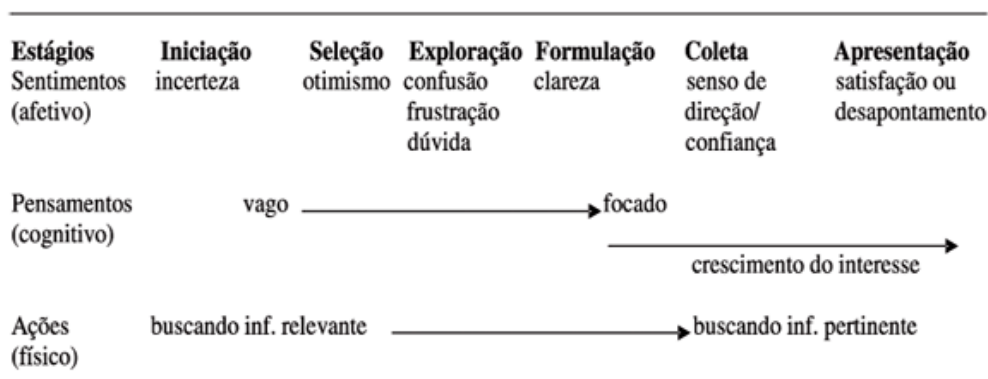 Estágios Iniciação Seleção Exploração Formulação Coleta Apresentação
Sentimentos incerteza otimismo confusão clareza senso de satisfação ou
(afetivo) frustração direção/ desapontamento
dúvida confiança
Pensamentos vago focado
(cognitivo)
crescimento do interesse
Ações buscando inf. relevante buscando inf. pertinente
(físico)